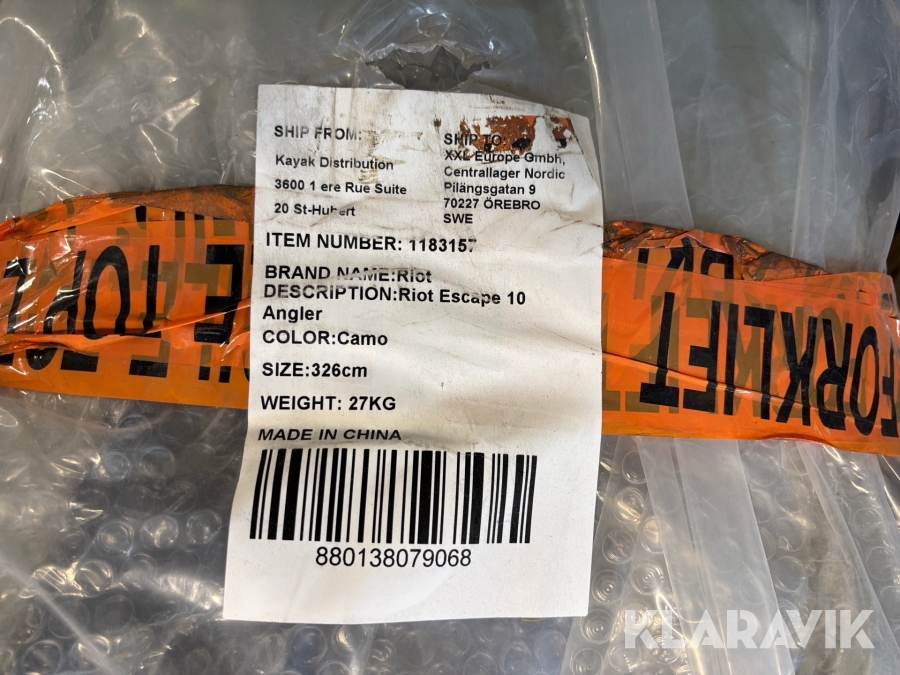 SHIP FROM:
Kayak Distribution
3600 1 ere Rue Suite
20 St-Hubert
SHIP TO:
XXL Europe Gmbh,
Centrallager Nordic
Pilängsgatan 9
70227 ÖREBRO
SWE
ITEM NUMBER: 1183157
BRAND NAME:Riot
DESCRIPTION:Riot Escape 10
Angler
COLOR:Camo
SIZE:326cm
WEIGHT: 27KG
MADE IN CHINA
880138079068
FORKLIET
KLARAVIK